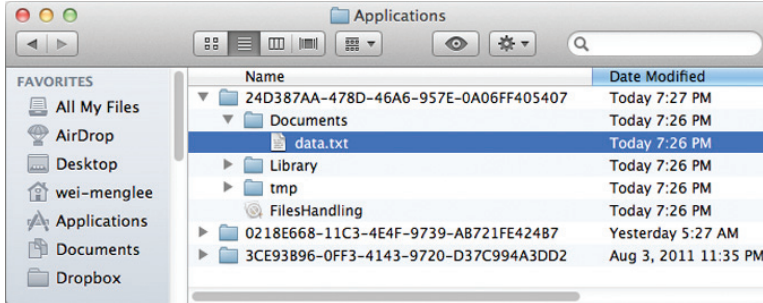 Applications
FAVORITES
All My Files
AirDrop
Desktop
wei-menglee
Applications
Documents
Dropbox
Name Date Modified
24D387AA-478D-46A6-957E-0A06FF405407 Today 7:27 PM
Documents Today 7:26 PM
data.txt Today 7:26 PM
Library Today 7:26 PM
tmp Today 7:26 PM
FilesHandling Today 7:26 PM
0218E668-11C3-4E4F-9739-AB721FE424B7 Yesterday 5:27 AM
3CE93B96-0FF3-4143-9720-D37C994A3DD2 Aug 3, 2011 11:35 PM